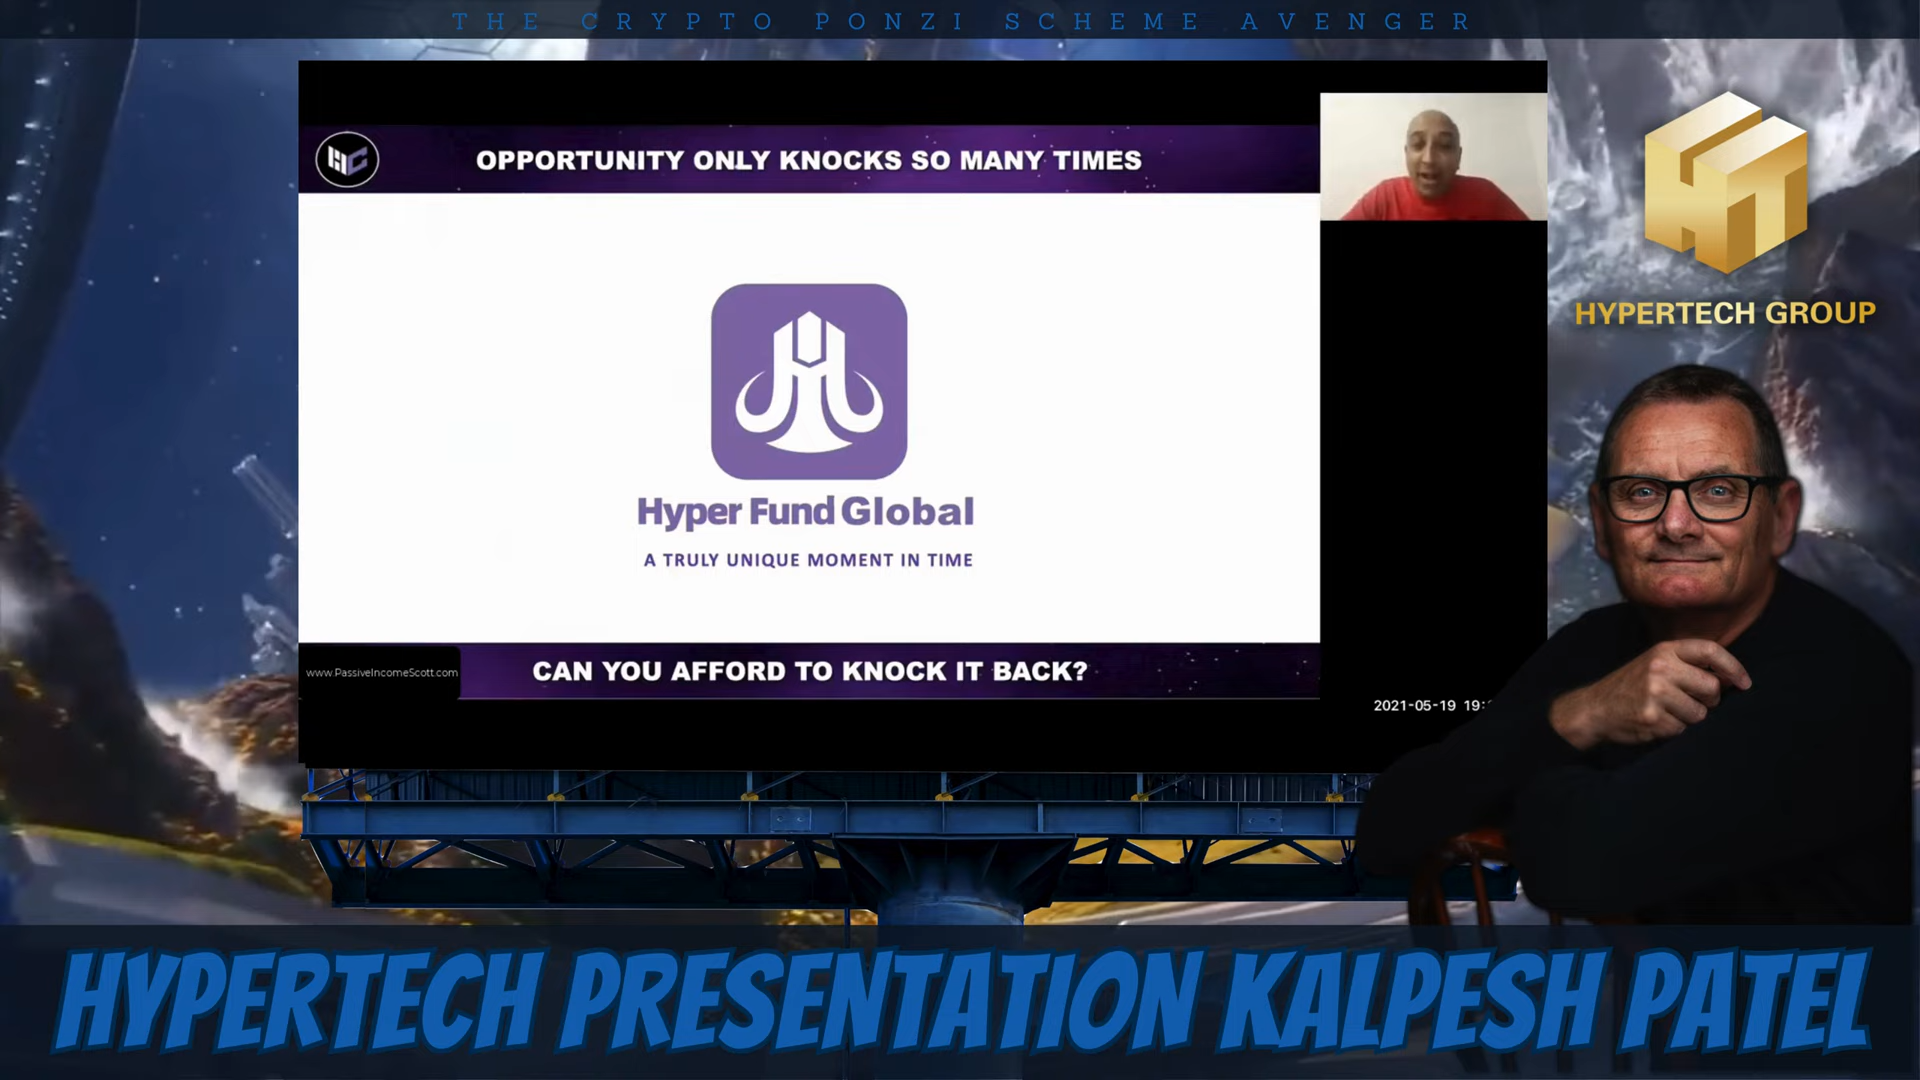 THE CRYPTO PONZI SCHEME AVENGER
OPPORTUNITY ONLY KNOCKS SO MANY TIMES
HYPERTECH GROUP
Hyper Fund Global
A TRULY UNIQUE MOMENT IN TIME
www.PassiveIncomeScott.com
CAN YOU AFFORD TO KNOCK IT BACK?
2021-05-19 19:
HYPERTECH PRESENTATION KALPESH PATEL